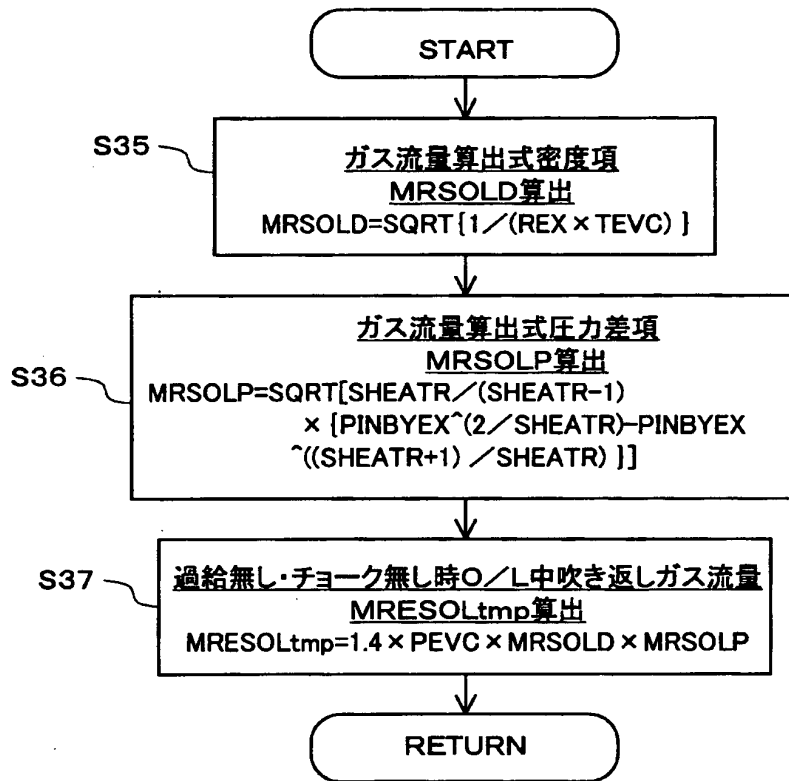 START
S35
ガス流量算出式密度項
MRSOLD算出
MRSOLD=SQRT{1／(REX×TEVC) }
S36
ガス流量算出式圧力差項
MRSOLP算出
MRSOLP=SQRT[SHEATR／(SHEATR-1)
×{PINBYEX^(2／SHEATR)-PINBYEX
^((SHEATR+1)／SHEATR) }]
S37
過給無し・チョーク無し時O／L中吹き返しガス流量
MRESOLtmp算出
MRESOLtmp=1.4×PEVC×MRSOLD×MRSOLP
RETURN